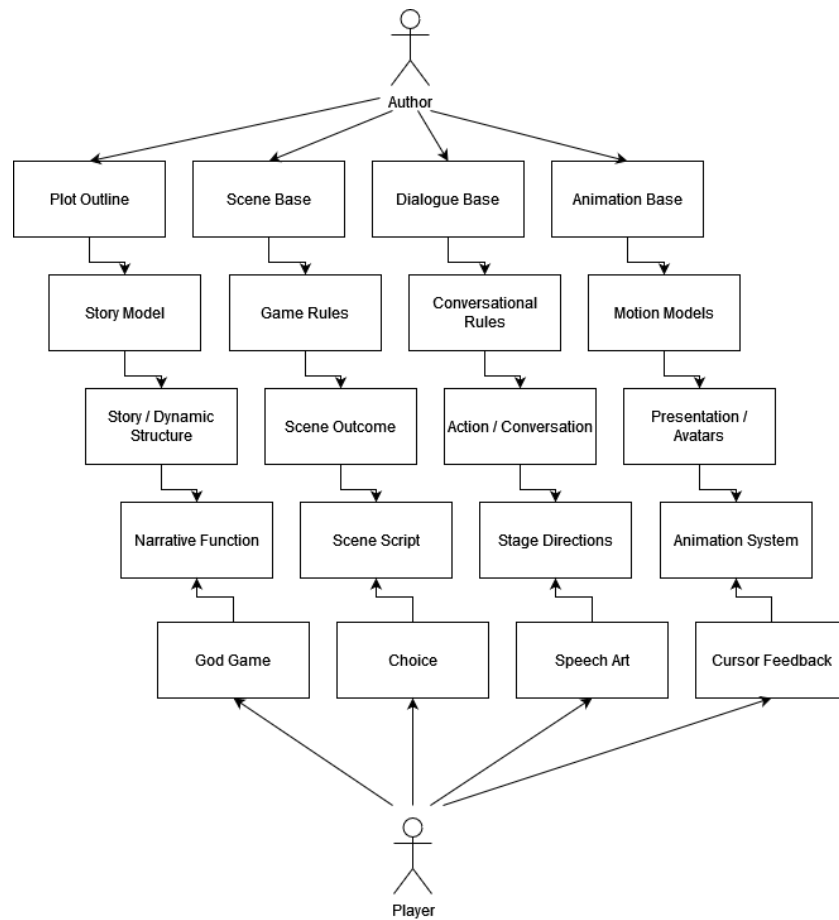 Author
Plot Outline
Scene Base
Dialogue Base
Animation Base
Story Model
Game Rules
Conversational
Rules
Motion Models
Story / Dynamic
Structure
Scene Outcome
Action / Conversation
Presentation /
Avatars
Narrative Function
Scene Script
Stage Directions
Animation System
God Game
Choice
Speech Art
Cursor Feedback
Player